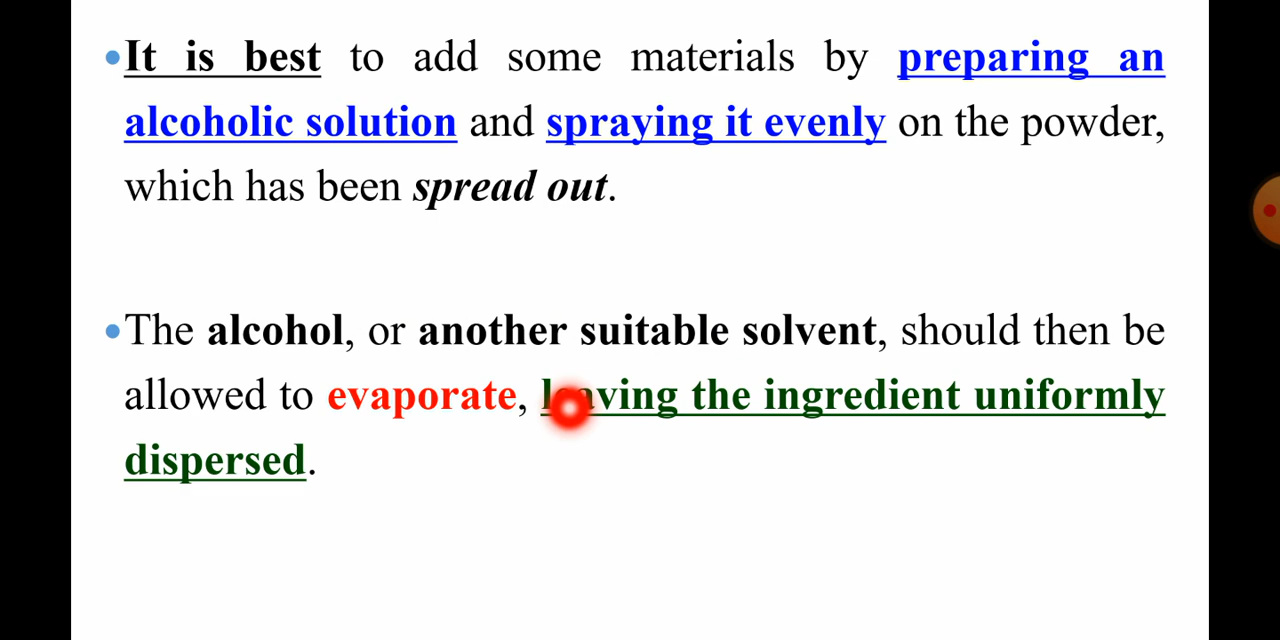 It is best to add some materials by preparing an
alcoholic solution and spraying it evenly on the powder,
which has been spread out.
The alcohol, or another suitable solvent, should then be
allowed to evaporate, leaving the ingredient uniformly
dispersed.